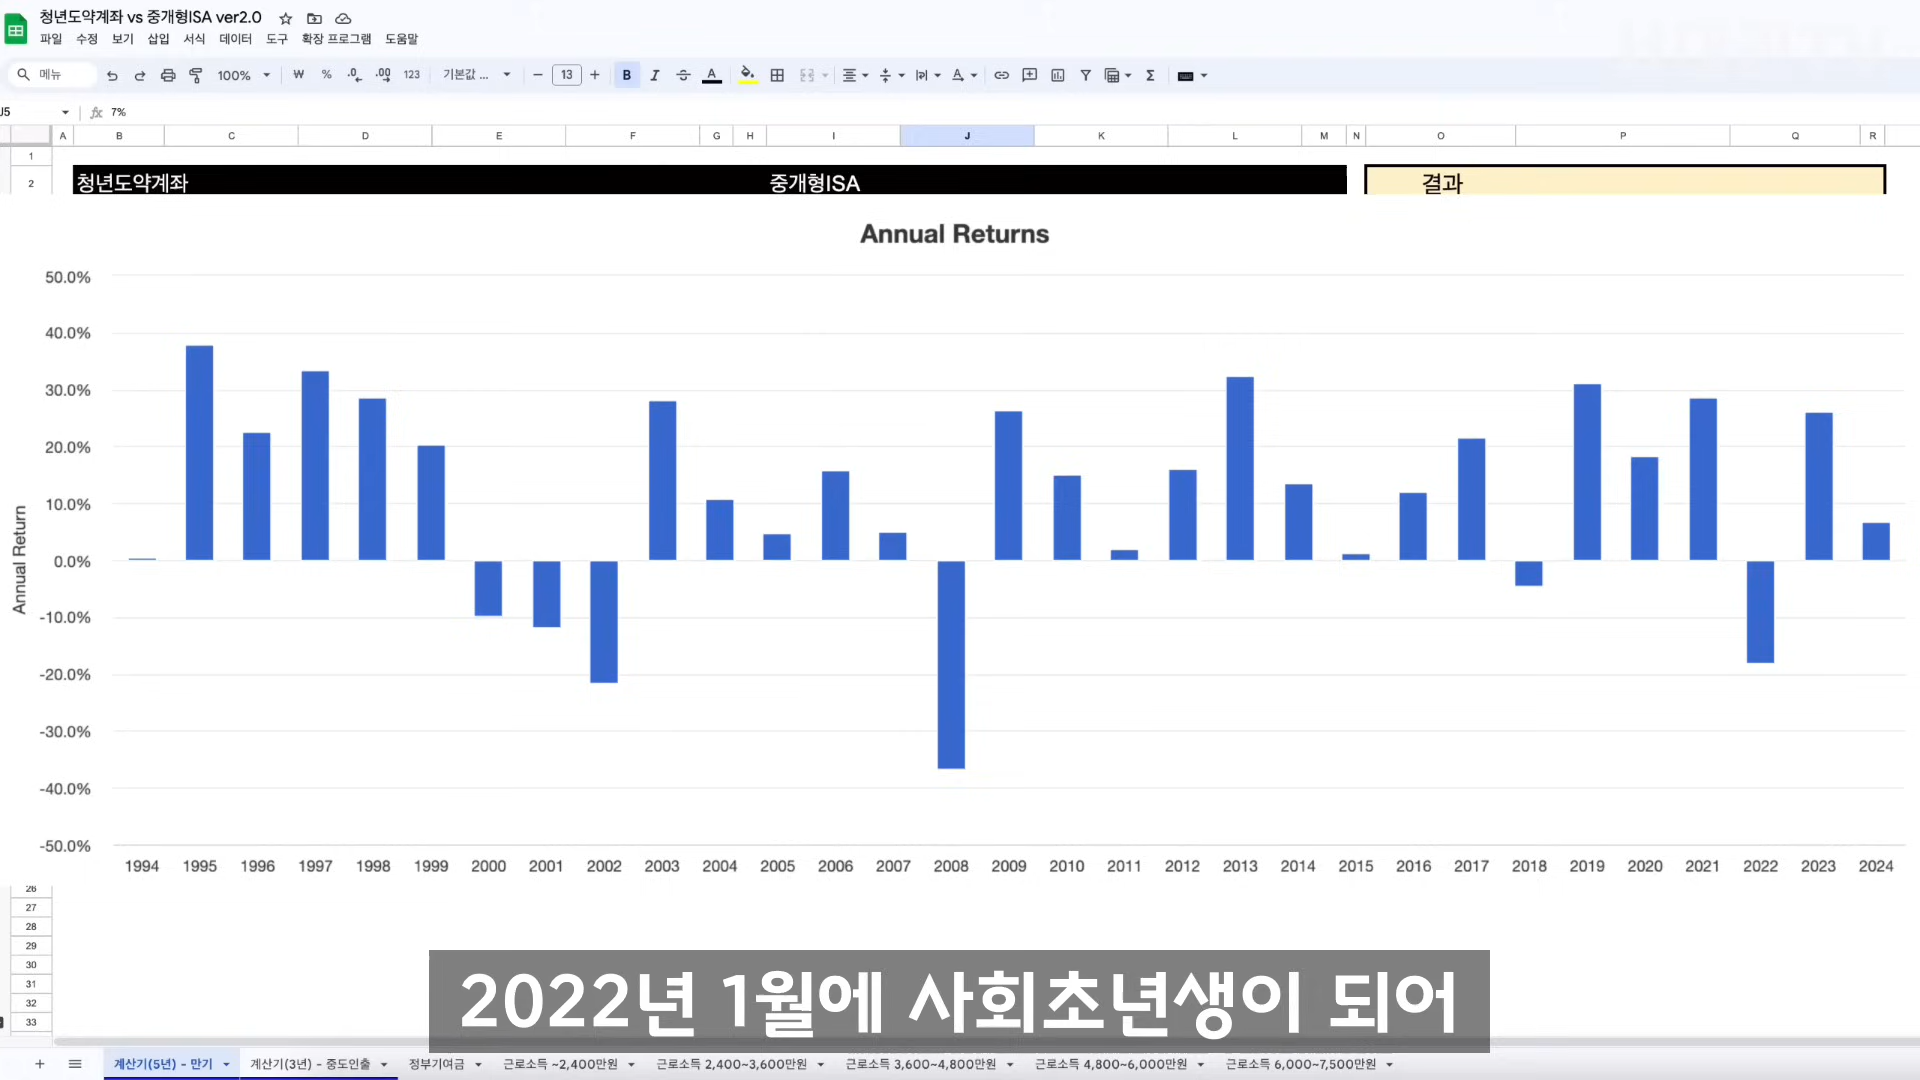 청년도약계좌 vs 중개형ISA ver2.0
파일 수정 보기 삽입 서식 데이터 도구 확장 프로그램 도움말
메뉴 100% ₩ % .0 .00 123 기본값 ... 13 B I S A Σ
J5 fx 7%
A B C D E F G H I J K L M N O P Q R
1
2 청년도약계좌 중개형ISA 결과
Annual Returns
50.0%
40.0%
30.0%
20.0%
10.0%
0.0%
-10.0%
-20.0%
-30.0%
-40.0%
-50.0%
Annual Return
1994 1995 1996 1997 1998 1999 2000 2001 2002 2003 2004 2005 2006 2007 2008 2009 2010 2011 2012 2013 2014 2015 2016 2017 2018 2019 2020 2021 2022 2023 2024
26
27
28
29
30
31
32
33
2022년 1월에 사회초년생이 되어
계산기(5년) - 만기 계산기(3년) - 중도인출 정부기여금 근로소득 ~2,400만원 근로소득 2,400~3,600만원 근로소득 3,600~4,800만원 근로소득 4,800~6,000만원 근로소득 6,000~7,500만원